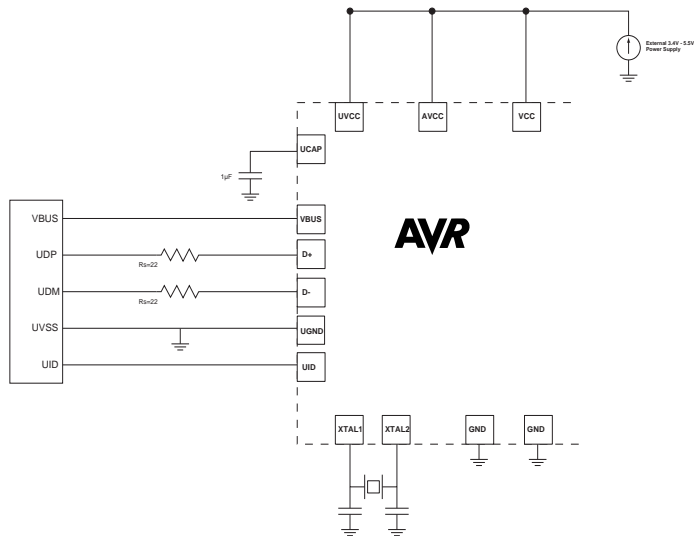 External 3.4V - 5.5V
Power Supply
UVCC
AVCC
VCC
UCAP
1µF
VBUS
VBUS
AVR
UDP
Rs=22
D+
UDM
Rs=22
D-
UVSS
UGND
UID
UID
XTAL1
XTAL2
GND
GND